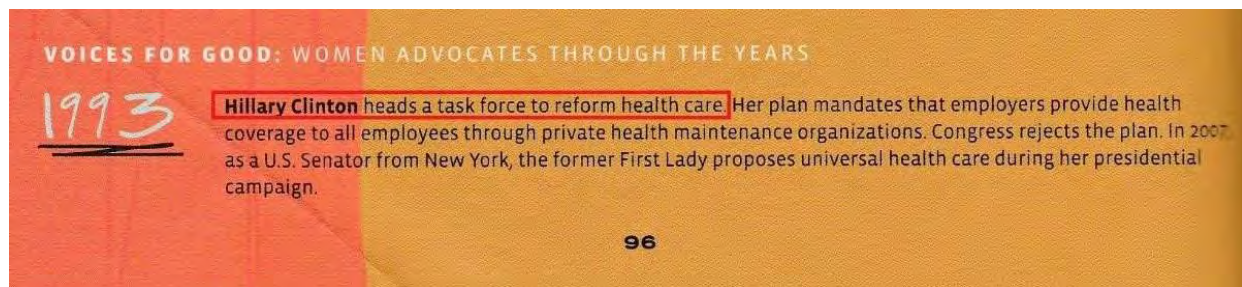 VOICES FOR GOOD: WOMEN ADVOCATES THROUGH THE YEARS
1993
Hillary Clinton heads a task force to reform health care. Her plan mandates that employers provide health
coverage to all employees through private health maintenance organizations. Congress rejects the plan. In 2007,
as a U.S. Senator from New York, the former First Lady proposes universal health care during her presidential
campaign.
96